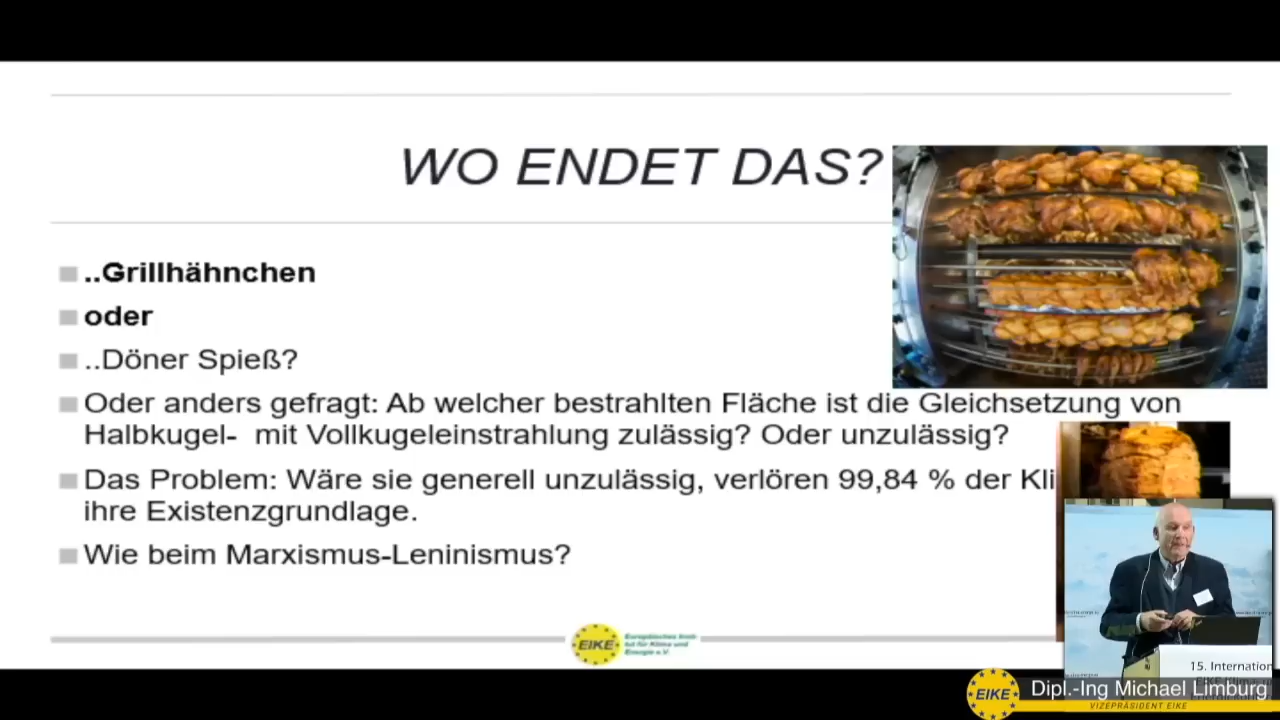 WO ENDET DAS?
..Grillhähnchen
oder
..Döner Spieß?
Oder anders gefragt: Ab welcher bestrahlten Fläche ist die Gleichsetzung von
Halbkugel- mit Vollkugeleinstrahlung zulässig? Oder unzulässig?
Das Problem: Wäre sie generell unzulässig, verlören 99,84 % der Kli
ihre Existenzgrundlage.
Wie beim Marxismus-Leninismus?
EIKE
Europäisches Insti-
tut für Klima und
Energie e.V.
15. Internation
EIKE
Dipl.-Ing Michael Limburg
VIZEPRÄSIDENT EIKE